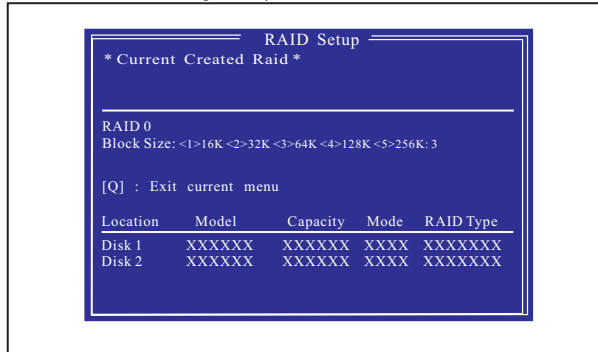 RAID Setup
* Current Created Raid *
RAID 0
Block Size: <1>16K <2>32K <3>64K <4>128K <5>256K: 3
[Q] : Exit current menu
Location Model Capacity Mode RAID Type
Disk 1 XXXXXX XXXXXX XXXX XXXXXXX
Disk 2 XXXXXX XXXXXX XXXX XXXXXXX